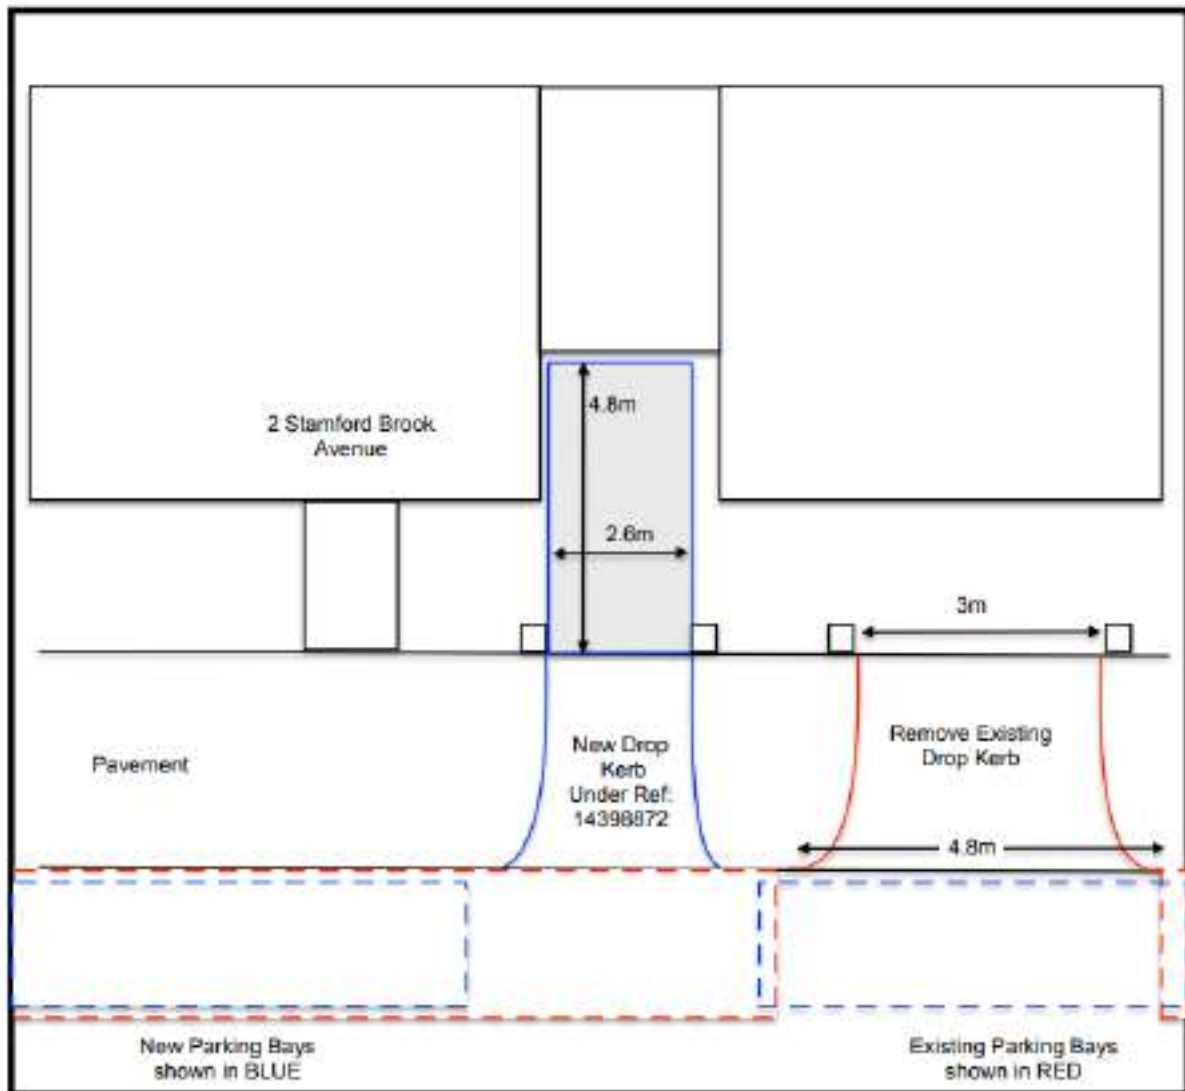 4.8m
2 Stamford Brook
Avenue
2.6m
3m
Pavement
New Drop
Kerb
Under Ref:
14398872
Remove Existing
Drop Kerb
4.8m
New Parking Bays
shown in BLUE
Existing Parking Bays
shown in RED